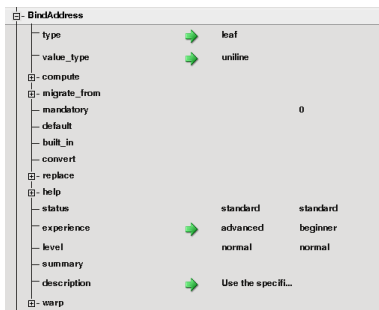 BindAddress
type leaf
value_type uniline
compute
migrate_from
mandatory 0
default
built_in
convert
replace
help
status standard standard
experience advanced beginner
level normal normal
summary
description Use the specifi...
warp